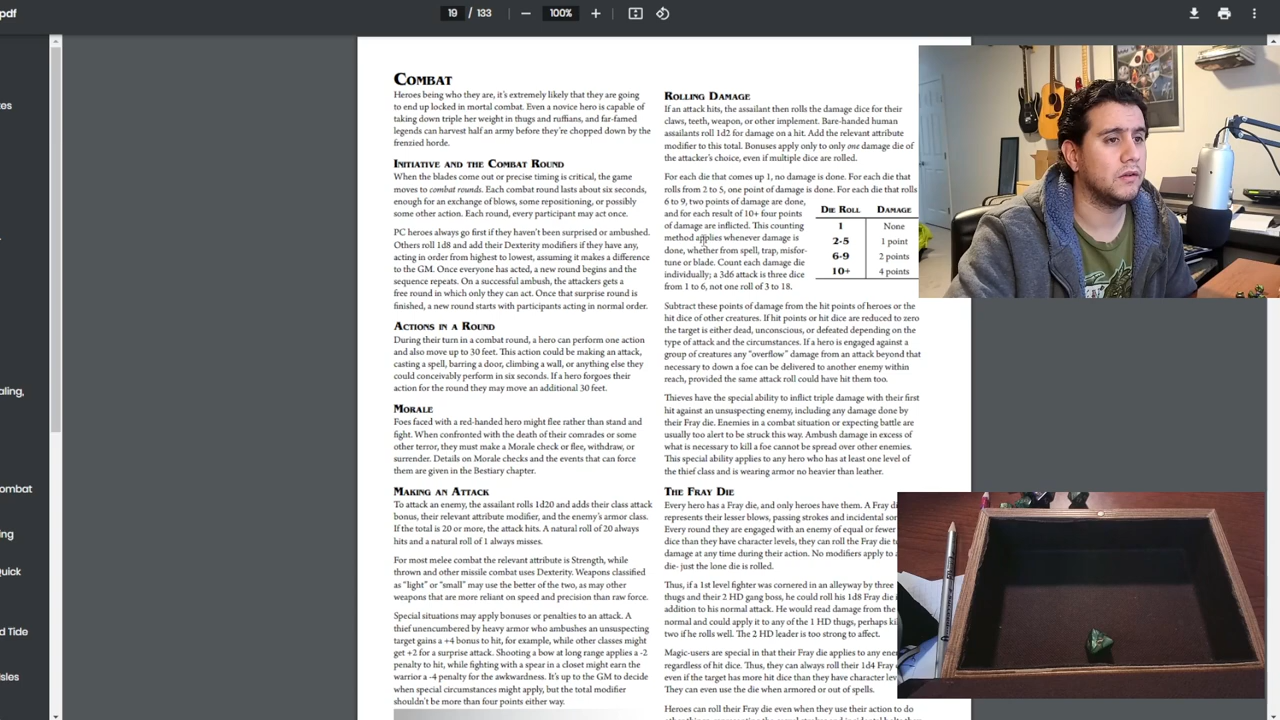 pdf
19 / 133
100%
tes
aling,
ombat
ing
Quick
d Tide
sles
COMBAT
Heroes being who they are, it's extremely likely that they are going
to end up locked in mortal combat. Even a novice hero is capable of
taking down triple her weight in thugs and ruffians, and far-famed
legends can harvest half an army before they're chopped down by the
frenzied horde.
INITIATIVE AND THE COMBAT ROUND
When the blades come out or precise timing is critical, the game
moves to combat rounds. Each combat round lasts about six seconds,
enough for an exchange of blows, some repositioning, or possibly
some other action. Each round, every participant may act once.
PC heroes always go first if they haven't been surprised or ambushed.
Others roll 1d8 and add their Dexterity modifiers if they have any,
acting in order from highest to lowest, assuming it makes a difference
to the GM. Once everyone has acted, a new round begins and the
sequence repeats. On a successful ambush, the attackers get a
free round in which only they can act. Once that surprise round is
finished, a new round starts with participants acting in normal order.
ACTIONS IN A ROUND
During their turn in a combat round, a hero can perform one action
and also move up to 30 feet. This action could be making an attack,
casting a spell, barring a door, climbing a wall, or anything else they
could conceivably perform in six seconds. If a hero forgoes their
action for the round they may move an additional 30 feet.
MORALE
Foes faced with a red-handed hero might flee rather than stand and
fight. When confronted with the death of their comrades or some
other terror, they must make a Morale check or flee, withdraw, or
surrender. Details on Morale checks and the events that can force
them are given in the Bestiary chapter.
MAKING AN ATTACK
To attack an enemy, the assailant rolls 1d20 and adds their class attack
bonus, their relevant attribute modifier, and the enemy's armor class.
If the total is 20 or more, the attack hits. A natural roll of 20 always
hits and a natural roll of 1 always misses.
For most melee combat the relevant attribute is Strength, while
thrown and other missile combat uses Dexterity. Weapons classified
as "light" or "small" may use the better of the two, as may other
weapons that are more reliant on speed and precision than raw force.
Special situations may apply bonuses or penalties to an attack. A
thief unencumbered by heavy armor who ambushes an unsuspecting
target gains a +4 bonus to hit, for example, while other classes might
get +2 for a surprise attack. Shooting a bow at long range applies a -2
penalty to hit, while fighting with a spear in a closet might earn the
warrior a -4 penalty for the awkwardness. It's up to the GM to decide
when special circumstances might apply, but the total modifier
shouldn't be more than four points either way.
ROLLING DAMAGE
If an attack hits, the assailant then rolls the damage dice for their
claws, teeth, weapon, or other implement. Bare-handed human
assailants roll 1d2 for damage on a hit. Add the relevant attribute
modifier to this total. Bonuses apply only to only one damage die of
the attacker's choice, even if multiple dice are rolled.
For each die that comes up 1, no damage is done. For each die that
rolls from 2 to 5, one point of damage is done. For each die that rolls
6 to 9, two points of damage are done,
and for each result of 10+ four points
of damage are inflicted. This counting
method applies whenever damage is
done, whether from spell, trap, misfor-
tune or blade. Count each damage die
individually; a 3d6 attack is three dice
from 1 to 6, not one roll of 3 to 18.
DIE ROLL DAMAGE
1 None
2-5 1 point
6-9 2 points
10+ 4 points
Subtract these points of damage from the hit points of heroes or the
hit dice of other creatures. If hit points or hit dice are reduced to zero
the target is either dead, unconscious, or defeated depending on the
type of attack and the circumstances. If a hero is engaged against a
group of creatures any "overflow" damage from an attack beyond that
necessary to down a foe can be delivered to another enemy within
reach, provided the same attack roll could have hit them too.
Thieves have the special ability to inflict triple damage with their first
hit against an unsuspecting enemy, including any damage done by
their Fray die. Enemies in a combat situation or expecting battle are
usually too alert to be struck this way. Ambush damage in excess of
what is necessary to kill a foe cannot be spread over other enemies.
This special ability applies to any hero who has at least one level of
the thief class and is wearing armor no heavier than leather.
THE FRAY DIE
Every hero has a Fray die, and only heroes have them. A Fray di
represents their lesser blows, passing strokes and incidental sor
Every round they are engaged with an enemy of equal or fewer
dice than they have character levels, they can roll the Fray die t
damage at any time during their action. No modifiers apply to a
die- just the lone die is rolled.
Thus, if a 1st level fighter was cornered in an alleyway by three
thugs and their 2 HD gang boss, he could roll his 1d8 Fray die i
addition to his normal attack. He would read damage from the
normal and could apply it to any of the 1 HD thugs, perhaps ki
two if he rolls well. The 2 HD leader is too strong to affect.
Magic-users are special in that their Fray die applies to any ene
regardless of hit dice. Thus, they can always roll their 1d4 Fray
even if the target has more hit dice than they have character lev
They can even use the die when armored or out of spells.
Heroes can roll their Fray die even when they use their action to do